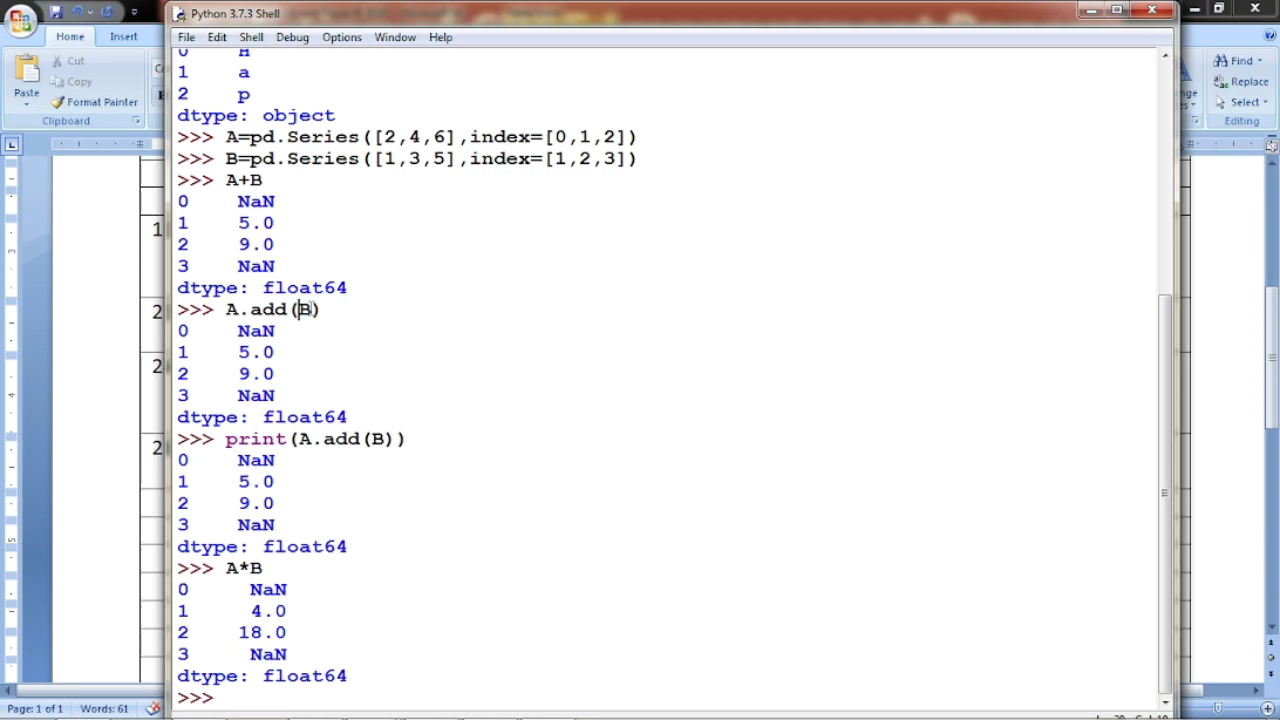 Python 3.7.3 Shell
File Edit Shell Debug Options Window Help
Home Insert
Cut
Copy
Paste
Format Painter
Clipboard
Find
Replace
Select
Editing
1 a
2 p
dtype: object
>>> A=pd.Series([2,4,6],index=[0,1,2])
>>> B=pd.Series([1,3,5],index=[1,2,3])
>>> A+B
0 NaN
1 5.0
2 9.0
3 NaN
dtype: float64
>>> A.add(B)
0 NaN
1 5.0
2 9.0
3 NaN
dtype: float64
>>> print(A.add(B))
0 NaN
1 5.0
2 9.0
3 NaN
dtype: float64
>>> A*B
0 NaN
1 4.0
2 18.0
3 NaN
dtype: float64
>>>
1
2
2
2
Page: 1 of 1 Words: 61